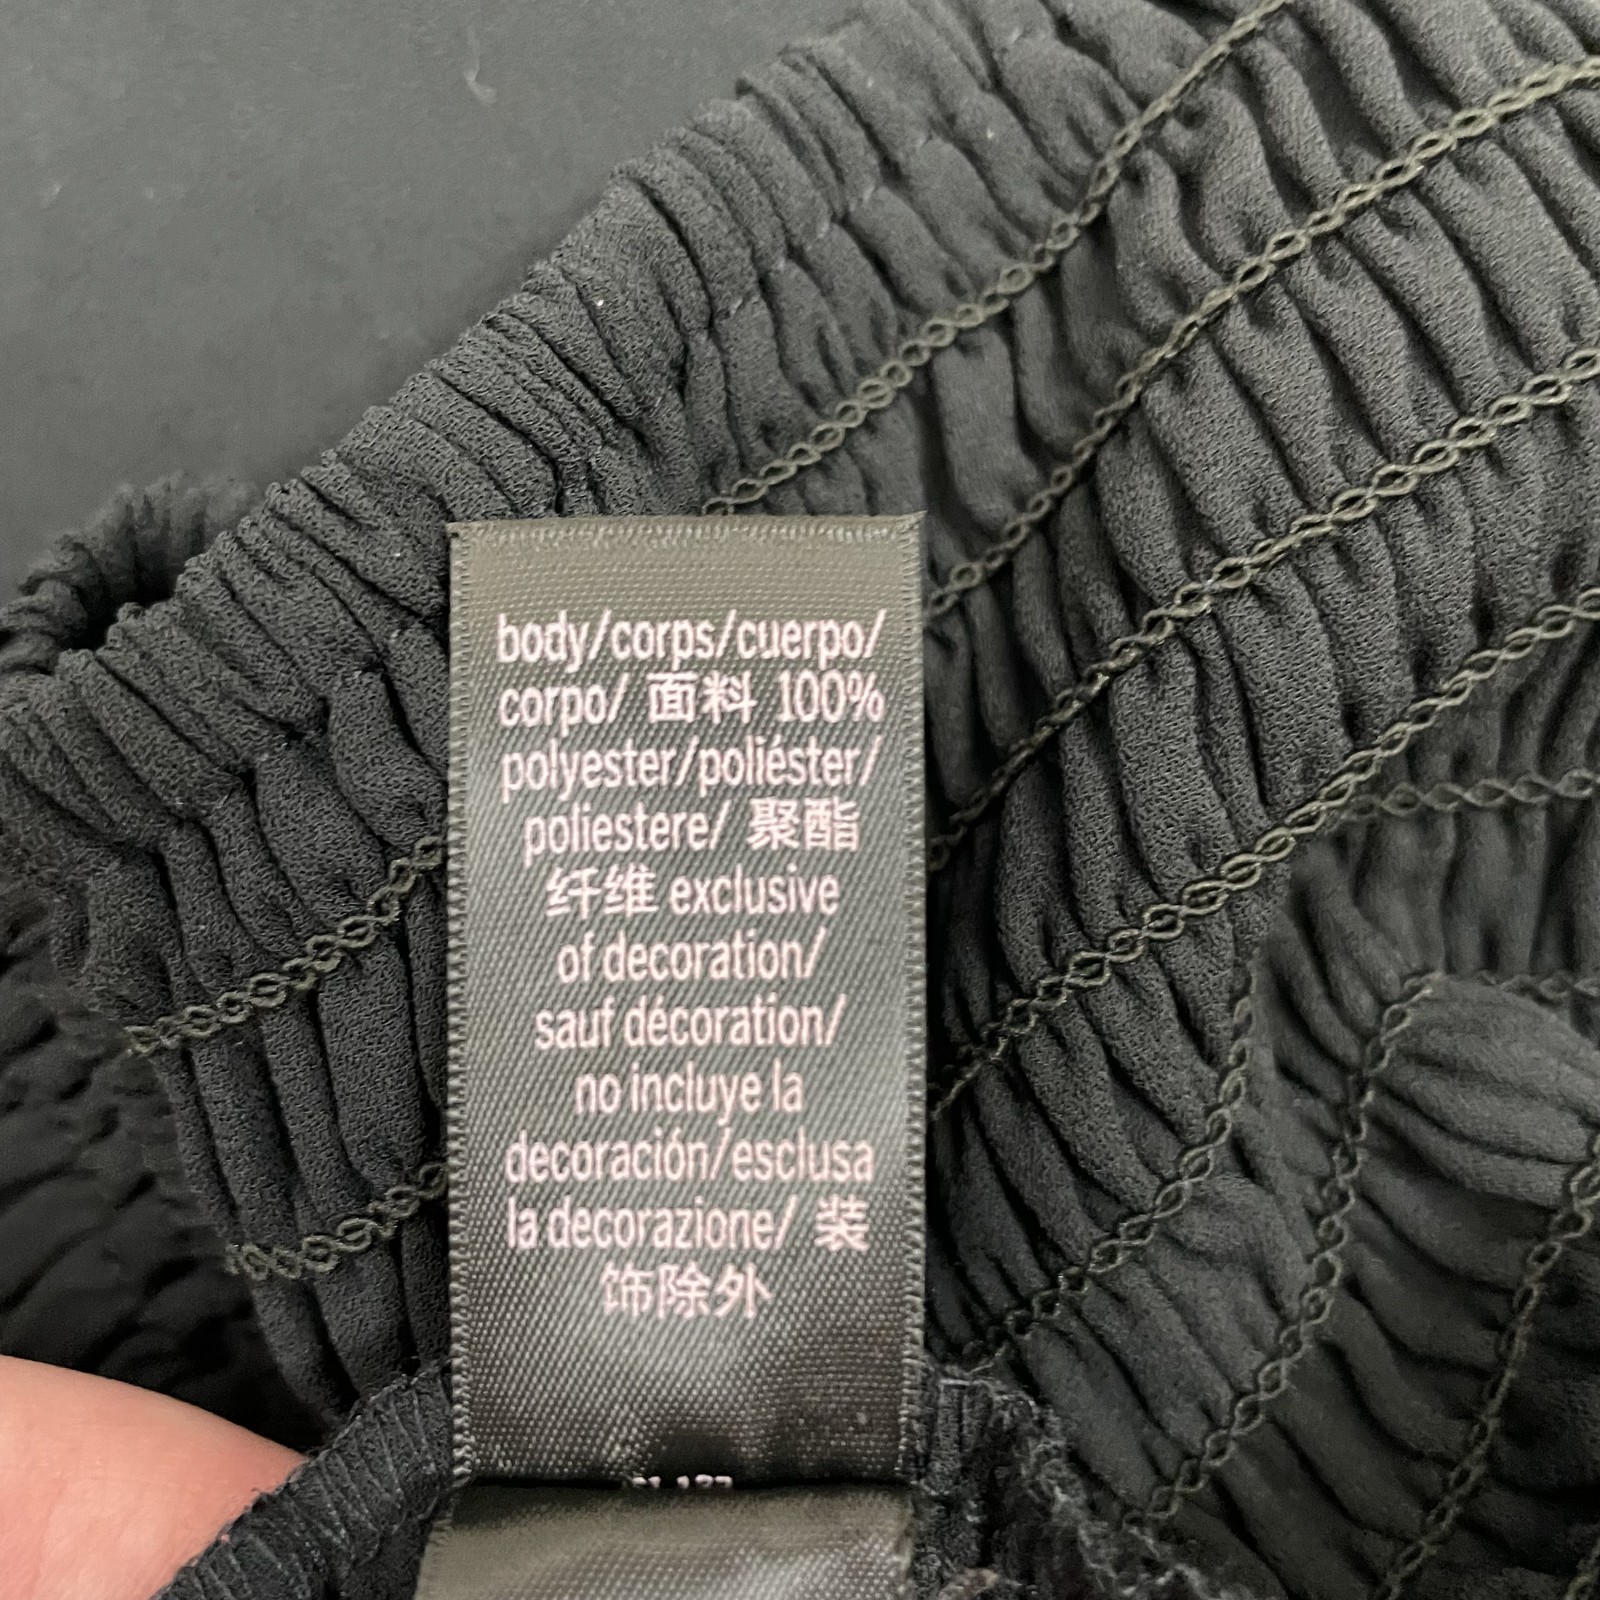 body/corps/cuerpo/
corpo/ 面料 100%
polyester/poliéster/
poliestere/ 聚酯
纤维 exclusive
of decoration/
sauf décoration/
no incluye la
decoración/esclusa
la decorazione/ 装
饰除外